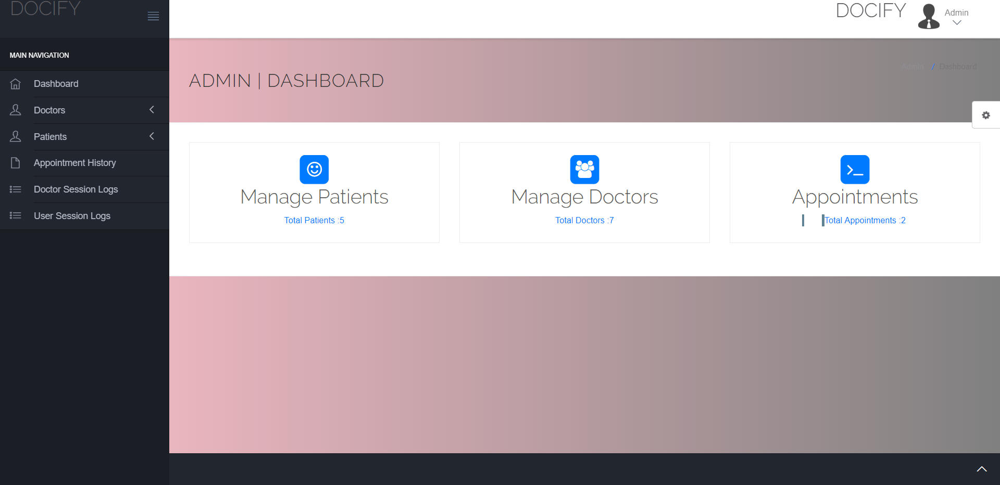 DOCIFY
DOCIFY
Admin
MAIN NAVIGATION
Dashboard
Doctors
Patients
Appointment History
Doctor Session Logs
User Session Logs
ADMIN | DASHBOARD
Admin / Dashboard
Manage Patients
Total Patients :5
Manage Doctors
Total Doctors :7
Appointments
Total Appointments :2